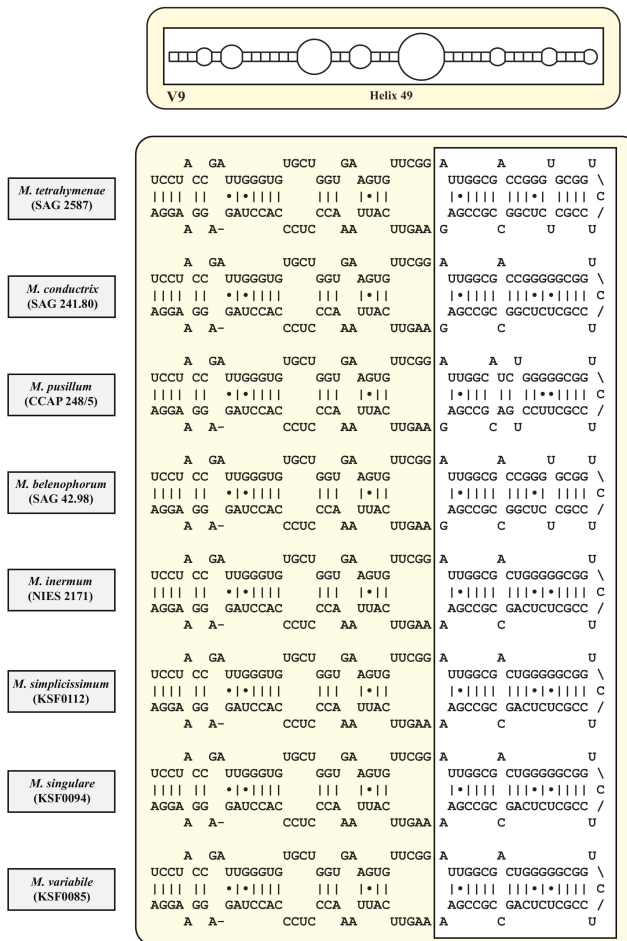 V9 Helix 49
A GA UGCU GA UUCGG A A U U
UCCU CC UUGGGUG GGU AGUG UUGGCG CCGGG GCGG \
M. tetrahymenae
(SAG 2587)
|||| || •|•|||| ||| |•|| |•|||| ||||•| |||| C
AGGA GG GAUCCAC CCA UUAC AGCCGC GGCUC CGCC /
A A- CCUC AA UUGAA G C U U
A GA UGCU GA UUCGG A A U
UCCU CC UUGGGUG GGU AGUG UUGGCG CCGGGGGCGG \
M. conductrix
(SAG 241.80)
|||| || •|•|||| ||| |•|| |•|||| |||•|•|||| C
AGGA GG GAUCCAC CCA UUAC AGCCGC GGCUCUCGCC /
A A- CCUC AA UUGAA G C U
A GA UGCU GA UUCGG A A U U
UCCU CC UUGGGUG GGU AGUG UUGGC UCG GGGGGCGG \
M. pusillum
(CCAP 248/5)
|||| || •|•|||| ||| |•|| |•||| ||| ||••|||| C
AGGA GG GAUCCAC CCA UUAC AGCCG AG CCUUCGCC /
A A- CCUC AA UUGAA G C U U
A GA UGCU GA UUCGG A A U U
UCCU CC UUGGGUG GGU AGUG UUGGCG CCGGG GCGG \
M. belenophorum
(SAG 42.98)
|||| || •|•|||| ||| |•|| |•|||| |||•| |||| C
AGGA GG GAUCCAC CCA UUAC AGCCGC GGCUC CGCC /
A A- CCUC AA UUGAA G C U U
A GA UGCU GA UUCGG A A U
UCCU CC UUGGGUG GGU AGUG UUGGCG CUGGGGGCGG \
M. inermum
(NIES 2171)
|||| || •|•|||| ||| |•|| |•|||| |||•|•|||| C
AGGA GG GAUCCAC CCA UUAC AGCCGC GACUCUCGCC /
A A- CCUC AA UUGAA A C U
A GA UGCU GA UUCGG A A U
UCCU CC UUGGGUG GGU AGUG UUGGCG CUGGGGGCGG \
M. simplicissimum
(KSF0112)
|||| || •|•|||| ||| |•|| |•|||| |||•|•|||| C
AGGA GG GAUCCAC CCA UUAC AGCCGC GACUCUCGCC /
A A- CCUC AA UUGAA A C U
A GA UGCU GA UUCGG A A U
UCCU CC UUGGGUG GGU AGUG UUGGCG CUGGGGGCGG \
M. singulare
(KSF0094)
|||| || •|•|||| ||| |•|| |•|||| |||•|•|||| C
AGGA GG GAUCCAC CCA UUAC AGCCGC GACUCUCGCC /
A A- CCUC AA UUGAA A C U
A GA UGCU GA UUCGG A A U
UCCU CC UUGGGUG GGU AGUG UUGGCG CUGGGGGCGG \
M. variabile
(KSF0085)
|||| || •|•|||| ||| |•|| |•|||| |||•|•|||| C
AGGA GG GAUCCAC CCA UUAC AGCCGC GACUCUCGCC /
A A- CCUC AA UUGAA A C U